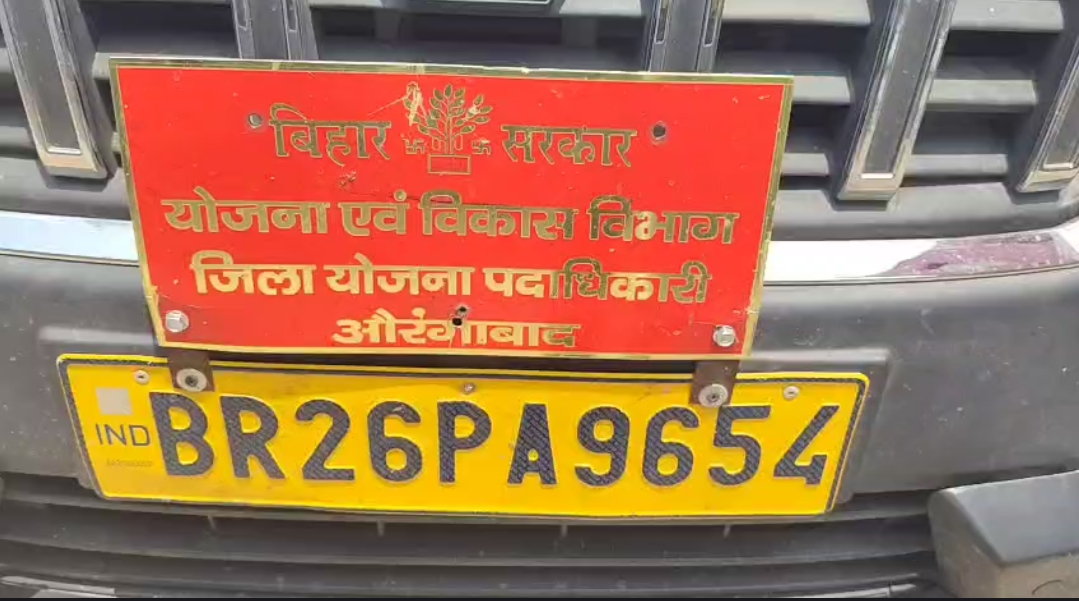 बिहार सरकार
योजना एवं विकास विभाग
जिला योजना पदाधिकारी
औरंगाबाद
IND
BR26PA9654